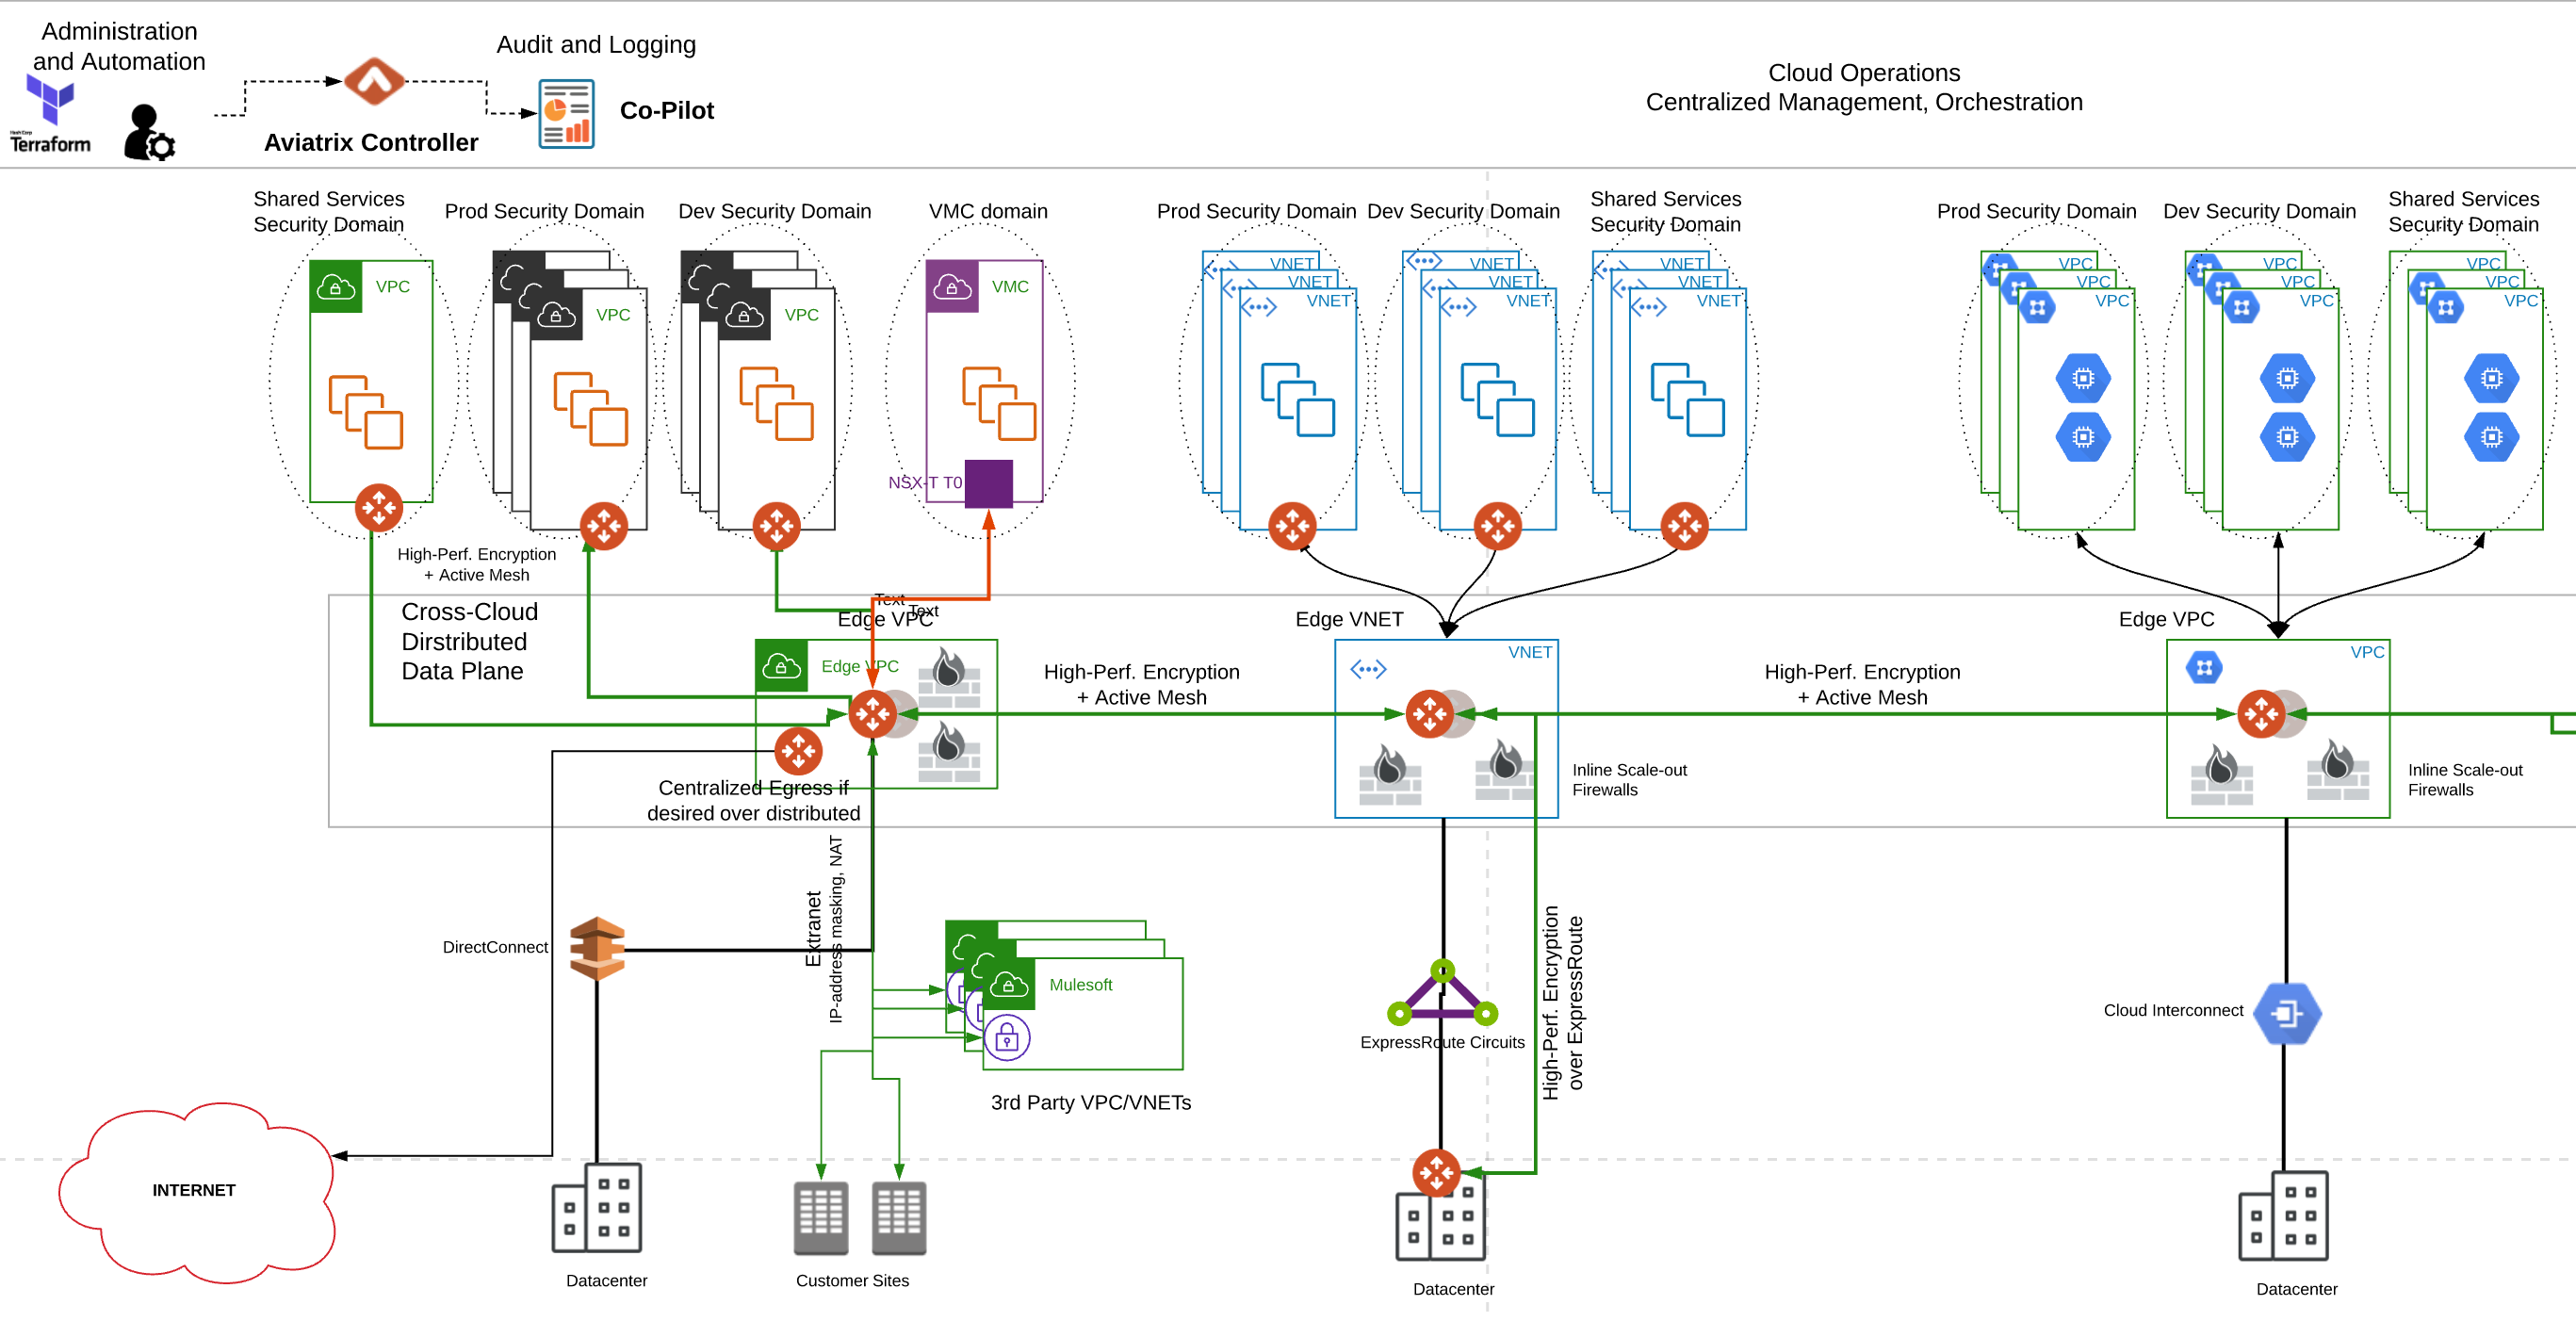 Administration
and Automation
HashiCorp
Terraform
Aviatrix Controller
Audit and Logging
Co-Pilot
Cloud Operations
Centralized Management, Orchestration
Shared Services
Security Domain
Prod Security Domain
Dev Security Domain
VMC domain
Prod Security Domain
Dev Security Domain
Shared Services
Security Domain
Prod Security Domain
Dev Security Domain
Shared Services
Security Domain
VPC
VPC
VPC
VMC
NSX-T T0
VNET
VNET
VNET
VNET
VNET
VNET
VNET
VNET
VNET
VPC
VPC
VPC
VPC
VPC
VPC
VPC
VPC
VPC
High-Perf. Encryption
+ Active Mesh
Cross-Cloud
Dirstributed
Data Plane
Text
Text
Edge VPC
Edge VPC
High-Perf. Encryption
+ Active Mesh
Edge VNET
VNET
High-Perf. Encryption
+ Active Mesh
Edge VPC
VPC
Inline Scale-out
Firewalls
Inline Scale-out
Firewalls
Centralized Egress if
desired over distributed
Extranet
IP-address masking, NAT
DirectConnect
Mulesoft
3rd Party VPC/VNETs
ExpressRoute Circuits
High-Perf. Encryption
over ExpressRoute
Cloud Interconnect
INTERNET
Datacenter
Customer Sites
Datacenter
Datacenter